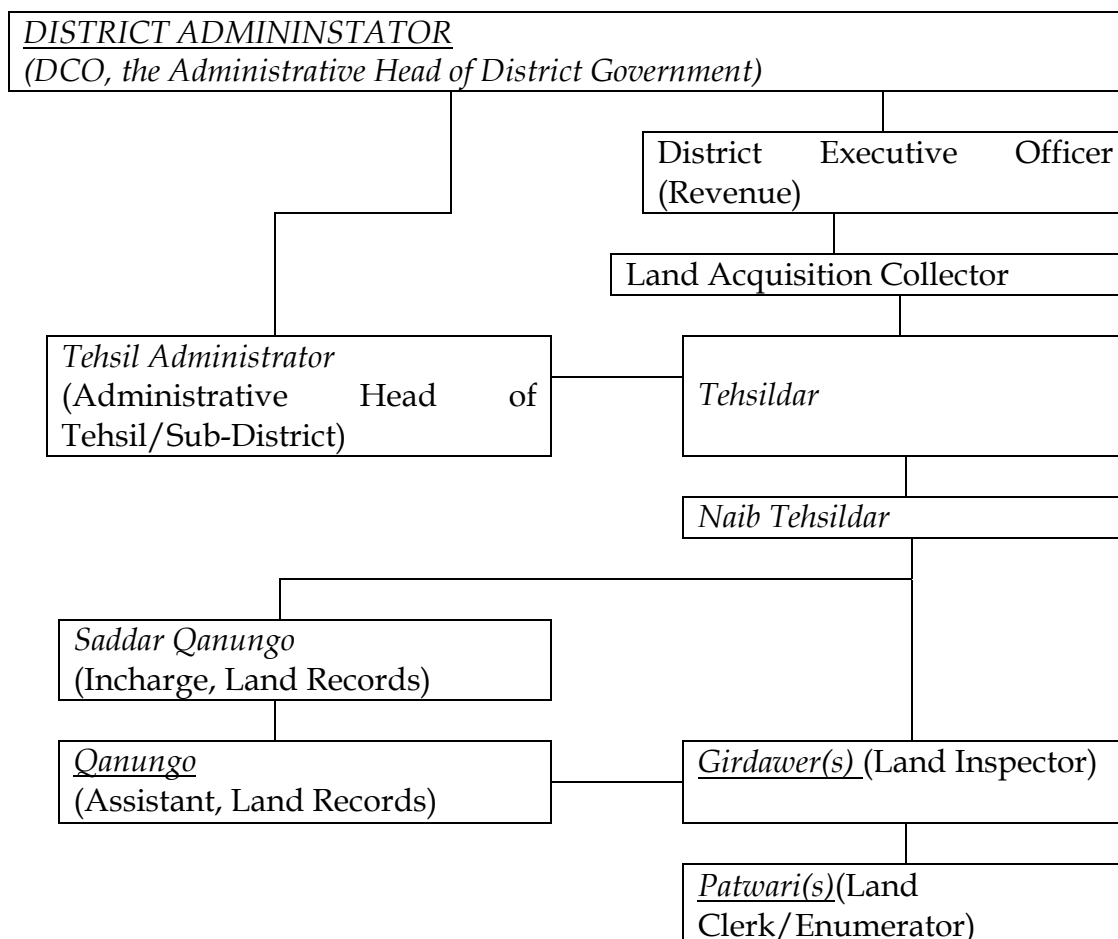 DISTRICT ADMININSTATOR
(DCO, the Administrative Head of District Government)
District Executive Officer
(Revenue)
Land Acquisition Collector
Tehsil Administrator
(Administrative Head of
Tehsil/Sub-District)
Tehsildar
Naib Tehsildar
Saddar Qanungo
(Incharge, Land Records)
Qanungo
(Assistant, Land Records)
Girdawer(s) (Land Inspector)
Patwari(s)(Land
Clerk/Enumerator)